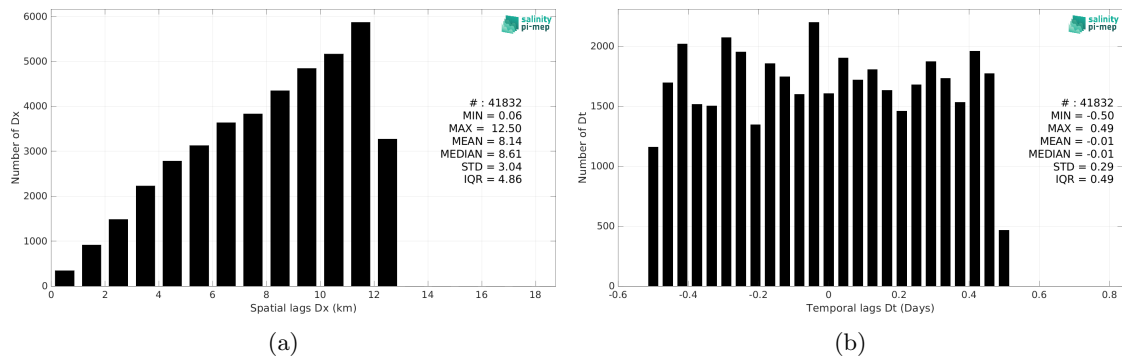 6000
5000
4000
3000
2000
1000
0
Number of Dx
0 2 4 6 8 10 12 14 16 18
Spatial lags Dx (km)
salinity
pi-mep
# : 41832
MIN = 0.06
MAX = 12.50
MEAN = 8.14
MEDIAN = 8.61
STD = 3.04
IQR = 4.86
(a)
2000
1500
1000
500
0
Number of Dt
-0.6 -0.4 -0.2 0 0.2 0.4 0.6 0.8
Temporal lags Dt (Days)
salinity
pi-mep
# : 41832
MIN = -0.50
MAX = 0.49
MEAN = -0.01
MEDIAN = -0.01
STD = 0.29
IQR = 0.49
(b)